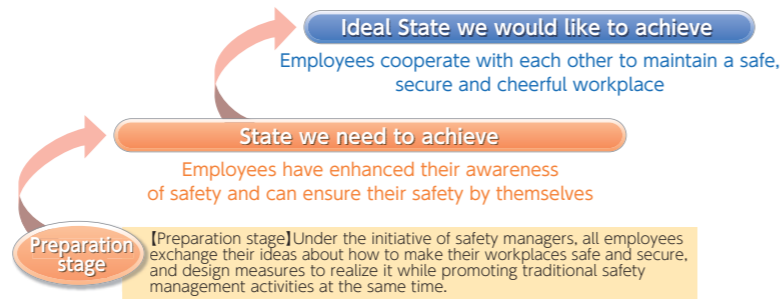 Ideal State we would like to achieve
Employees cooperate with each other to maintain a safe,
secure and cheerful workplace
State we need to achieve
Employees have enhanced their awareness
of safety and can ensure their safety by themselves
Preparation
stage
【Preparation stage】Under the initiative of safety managers, all employees
exchange their ideas about how to make their workplaces safe and secure,
and design measures to realize it while promoting traditional safety
management activities at the same time.